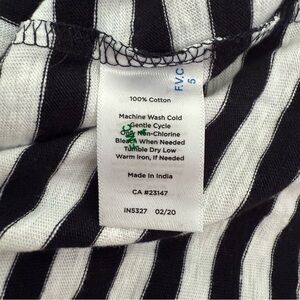 F.V.C
5
100% Cotton
Machine Wash Cold
Gentle Cycle
Only Non-Chlorine
Bleach When Needed
Tumble Dry Low
Warm Iron, If Needed
Made in India
CA #23147
IN5327 02/20